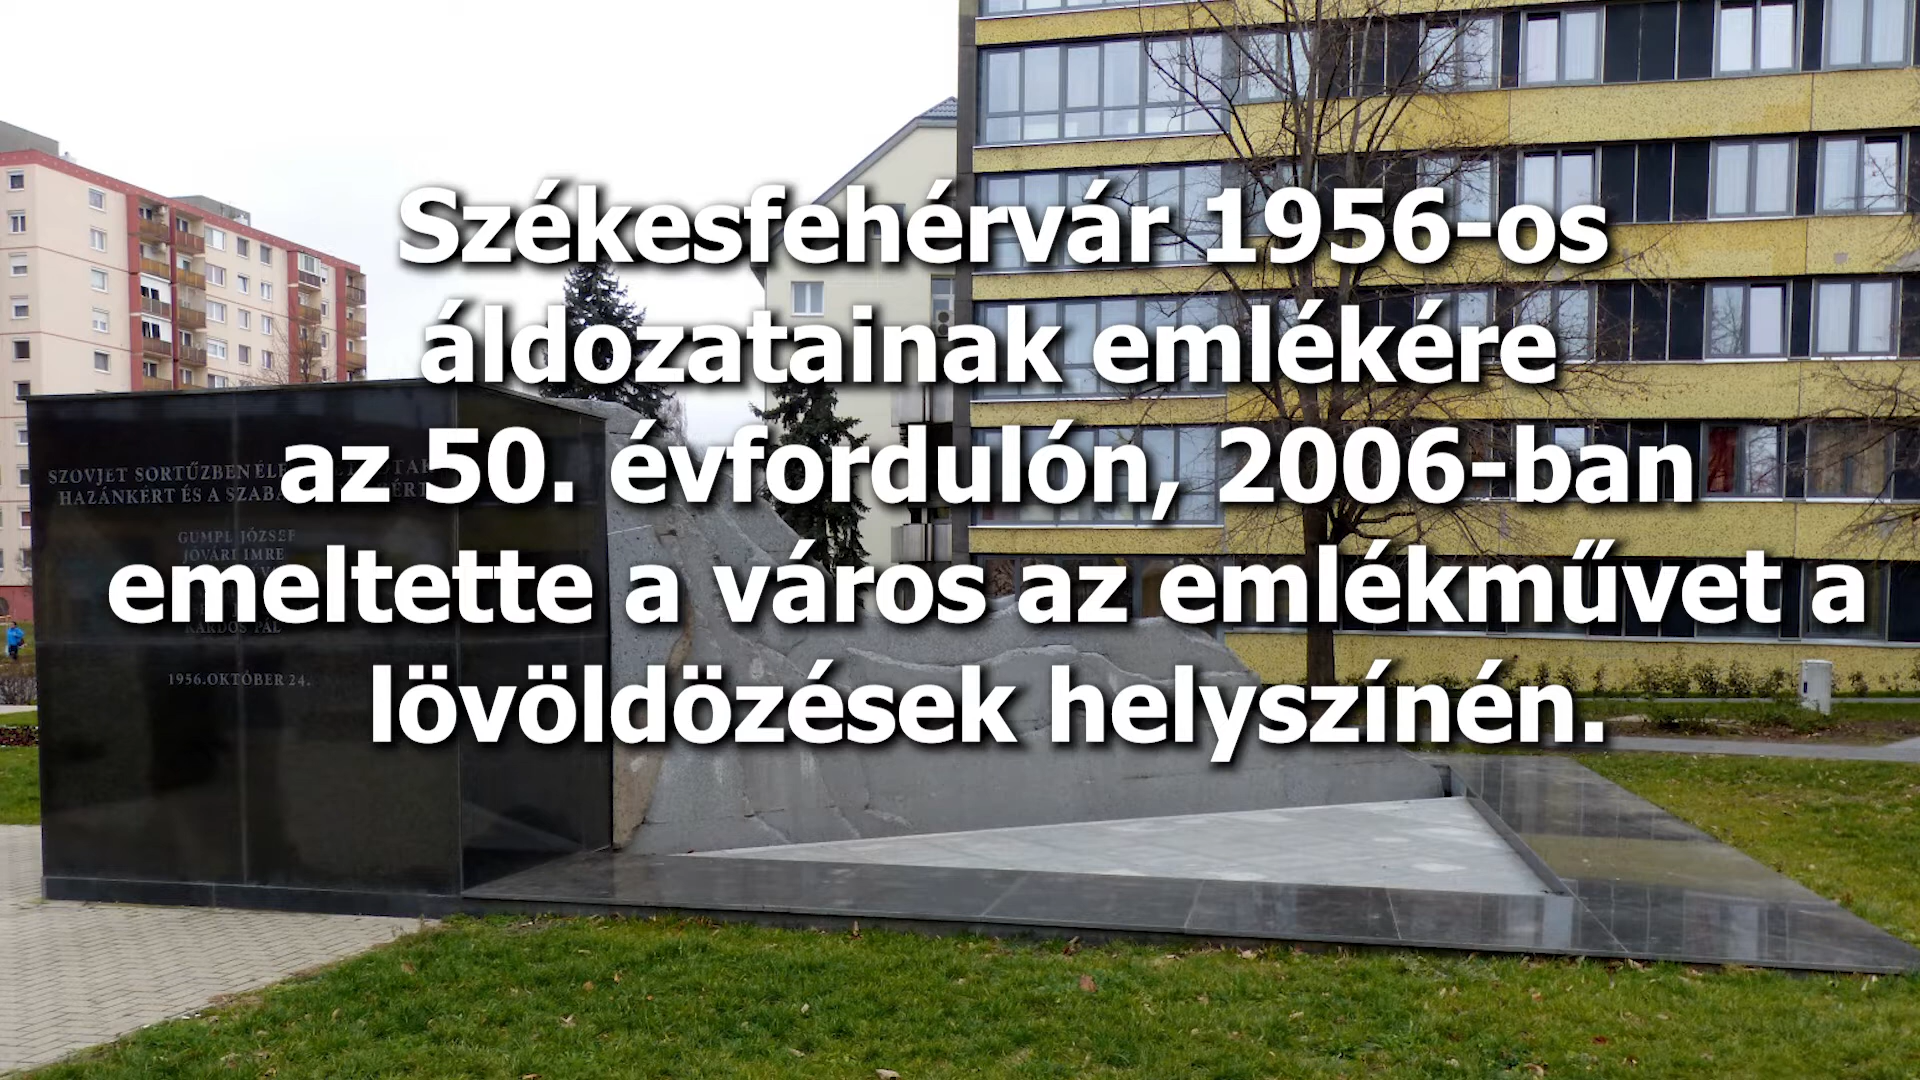 Székesfehérvár 1956-os
áldozatainak emlékére
az 50. évfordulón, 2006-ban
emeltette a város az emlékművet a
lövöldözések helyszínén.
SZOVJET SORTŰZBEN
HAZÁNKÉRT ÉS A
GUMPL JÓZSEF
JÓVÁRI IMRE
KARDOS PÁL
1956.OKTÓBER 24.